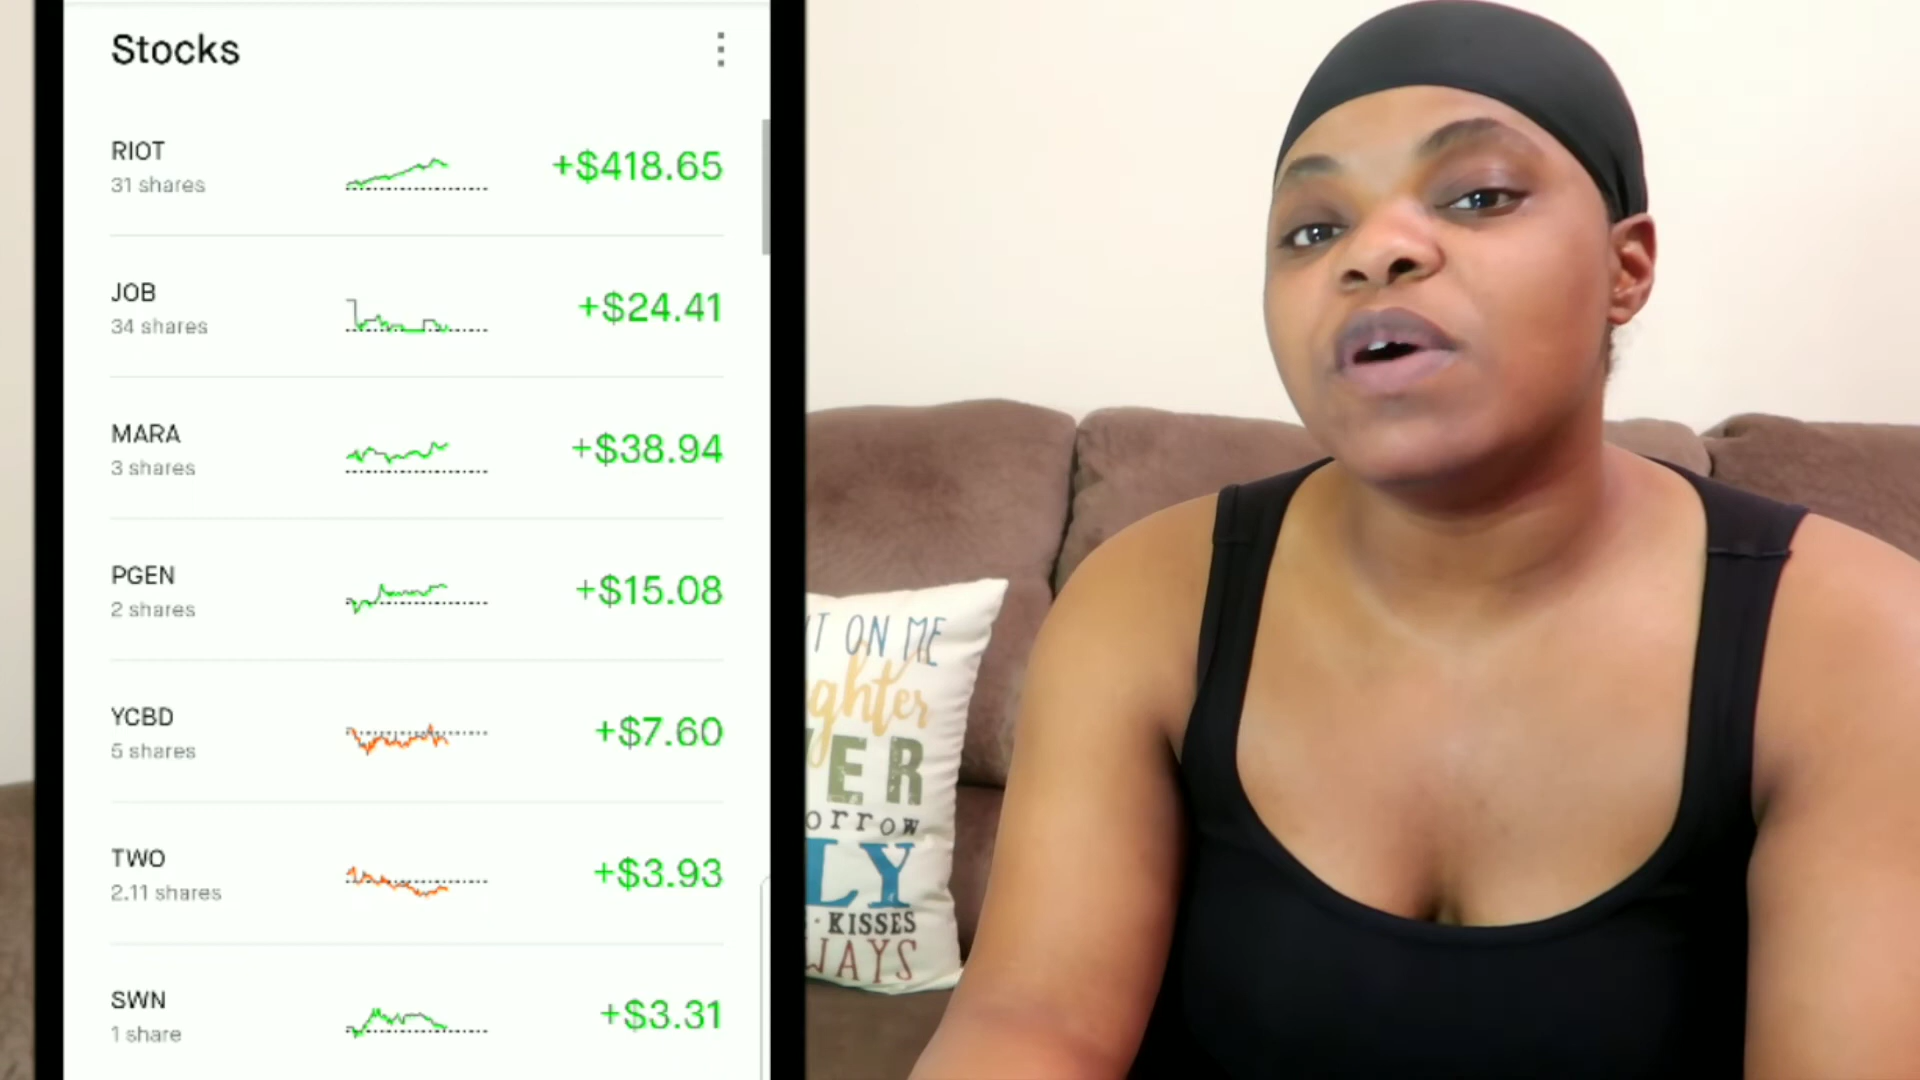 Stocks
RIOT
31 shares
+$418.65
JOB
34 shares
+$24.41
MARA
3 shares
+$38.94
PGEN
2 shares
+$15.08
YCBD
5 shares
+$7.60
TWO
2.11 shares
+$3.93
SWN
1 share
+$3.31
ON ME
ER
LY
KISSES